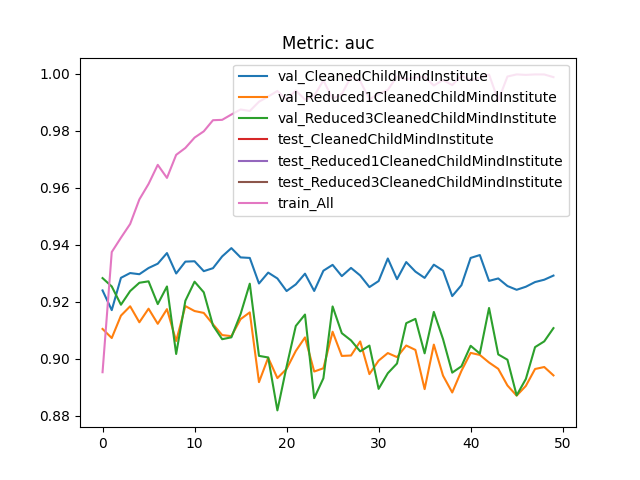 Metric: auc
1.00
0.98
0.96
0.94
0.92
0.90
0.88
val_CleanedChildMindInstitute
val_Reduced1CleanedChildMindInstitute
val_Reduced3CleanedChildMindInstitute
test_CleanedChildMindInstitute
test_Reduced1CleanedChildMindInstitute
test_Reduced3CleanedChildMindInstitute
train_All
0 10 20 30 40 50